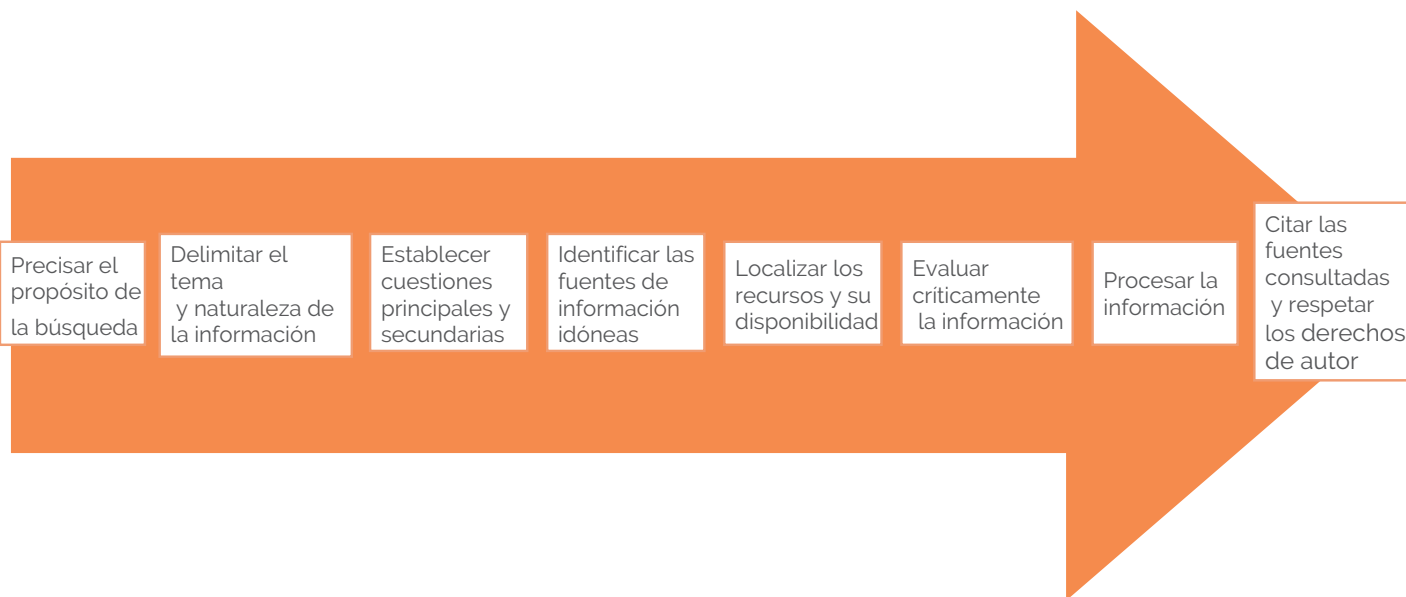 Precisar el
propósito de
la búsqueda
Delimitar el
tema
y naturaleza de
la información
Establecer
cuestiones
principales y
secundarias
Identificar las
fuentes de
información
idóneas
Localizar los
recursos y su
disponibilidad
Evaluar
críticamente
la información
Procesar la
información
Citar las
fuentes
consultadas
y respetar
los derechos
de autor